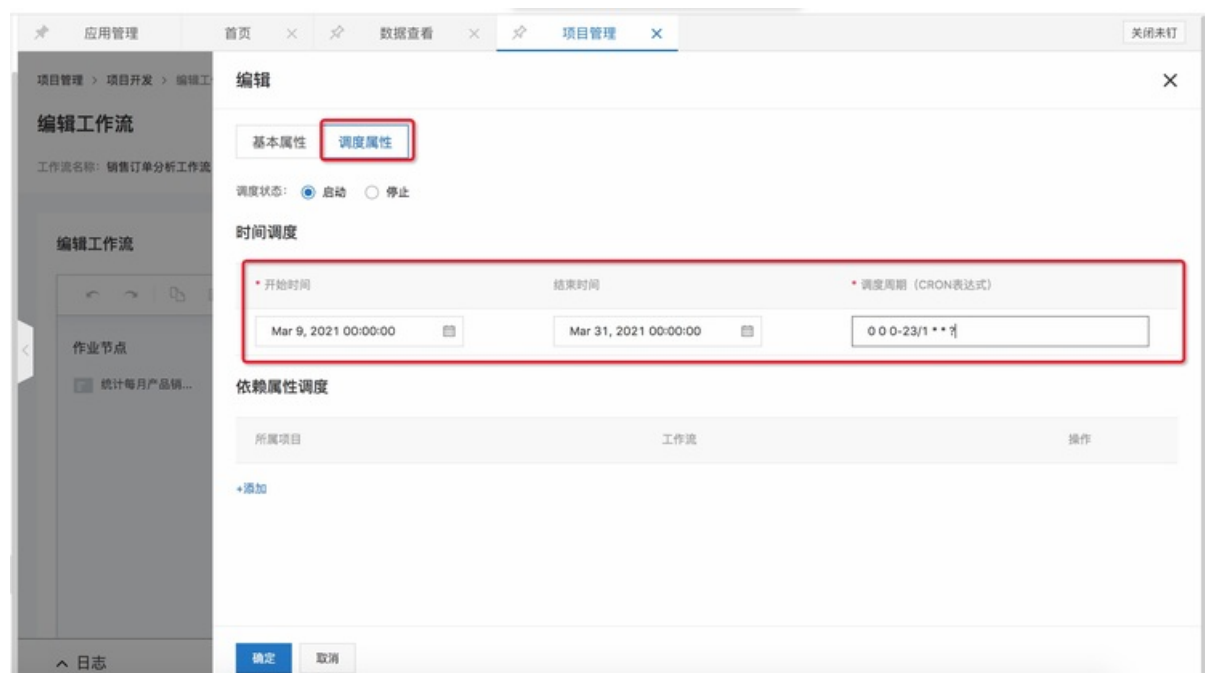 应用管理 首页 数据查看 项目管理 关闭未钉
项目管理 > 项目开发 > 编辑工
编辑
编辑工作流
基本属性 调度属性
工作流名称: 销售订单分析工作流
调度状态: 启动 停止
时间调度
编辑工作流
* 开始时间 结束时间 * 调度周期 (CRON表达式)
Mar 9, 2021 00:00:00 Mar 31, 2021 00:00:00 0 0 0-23/1 * * ?
作业节点
统计每月产品销...
依赖属性调度
所属项目 工作流 操作
+添加
确定 取消
日志